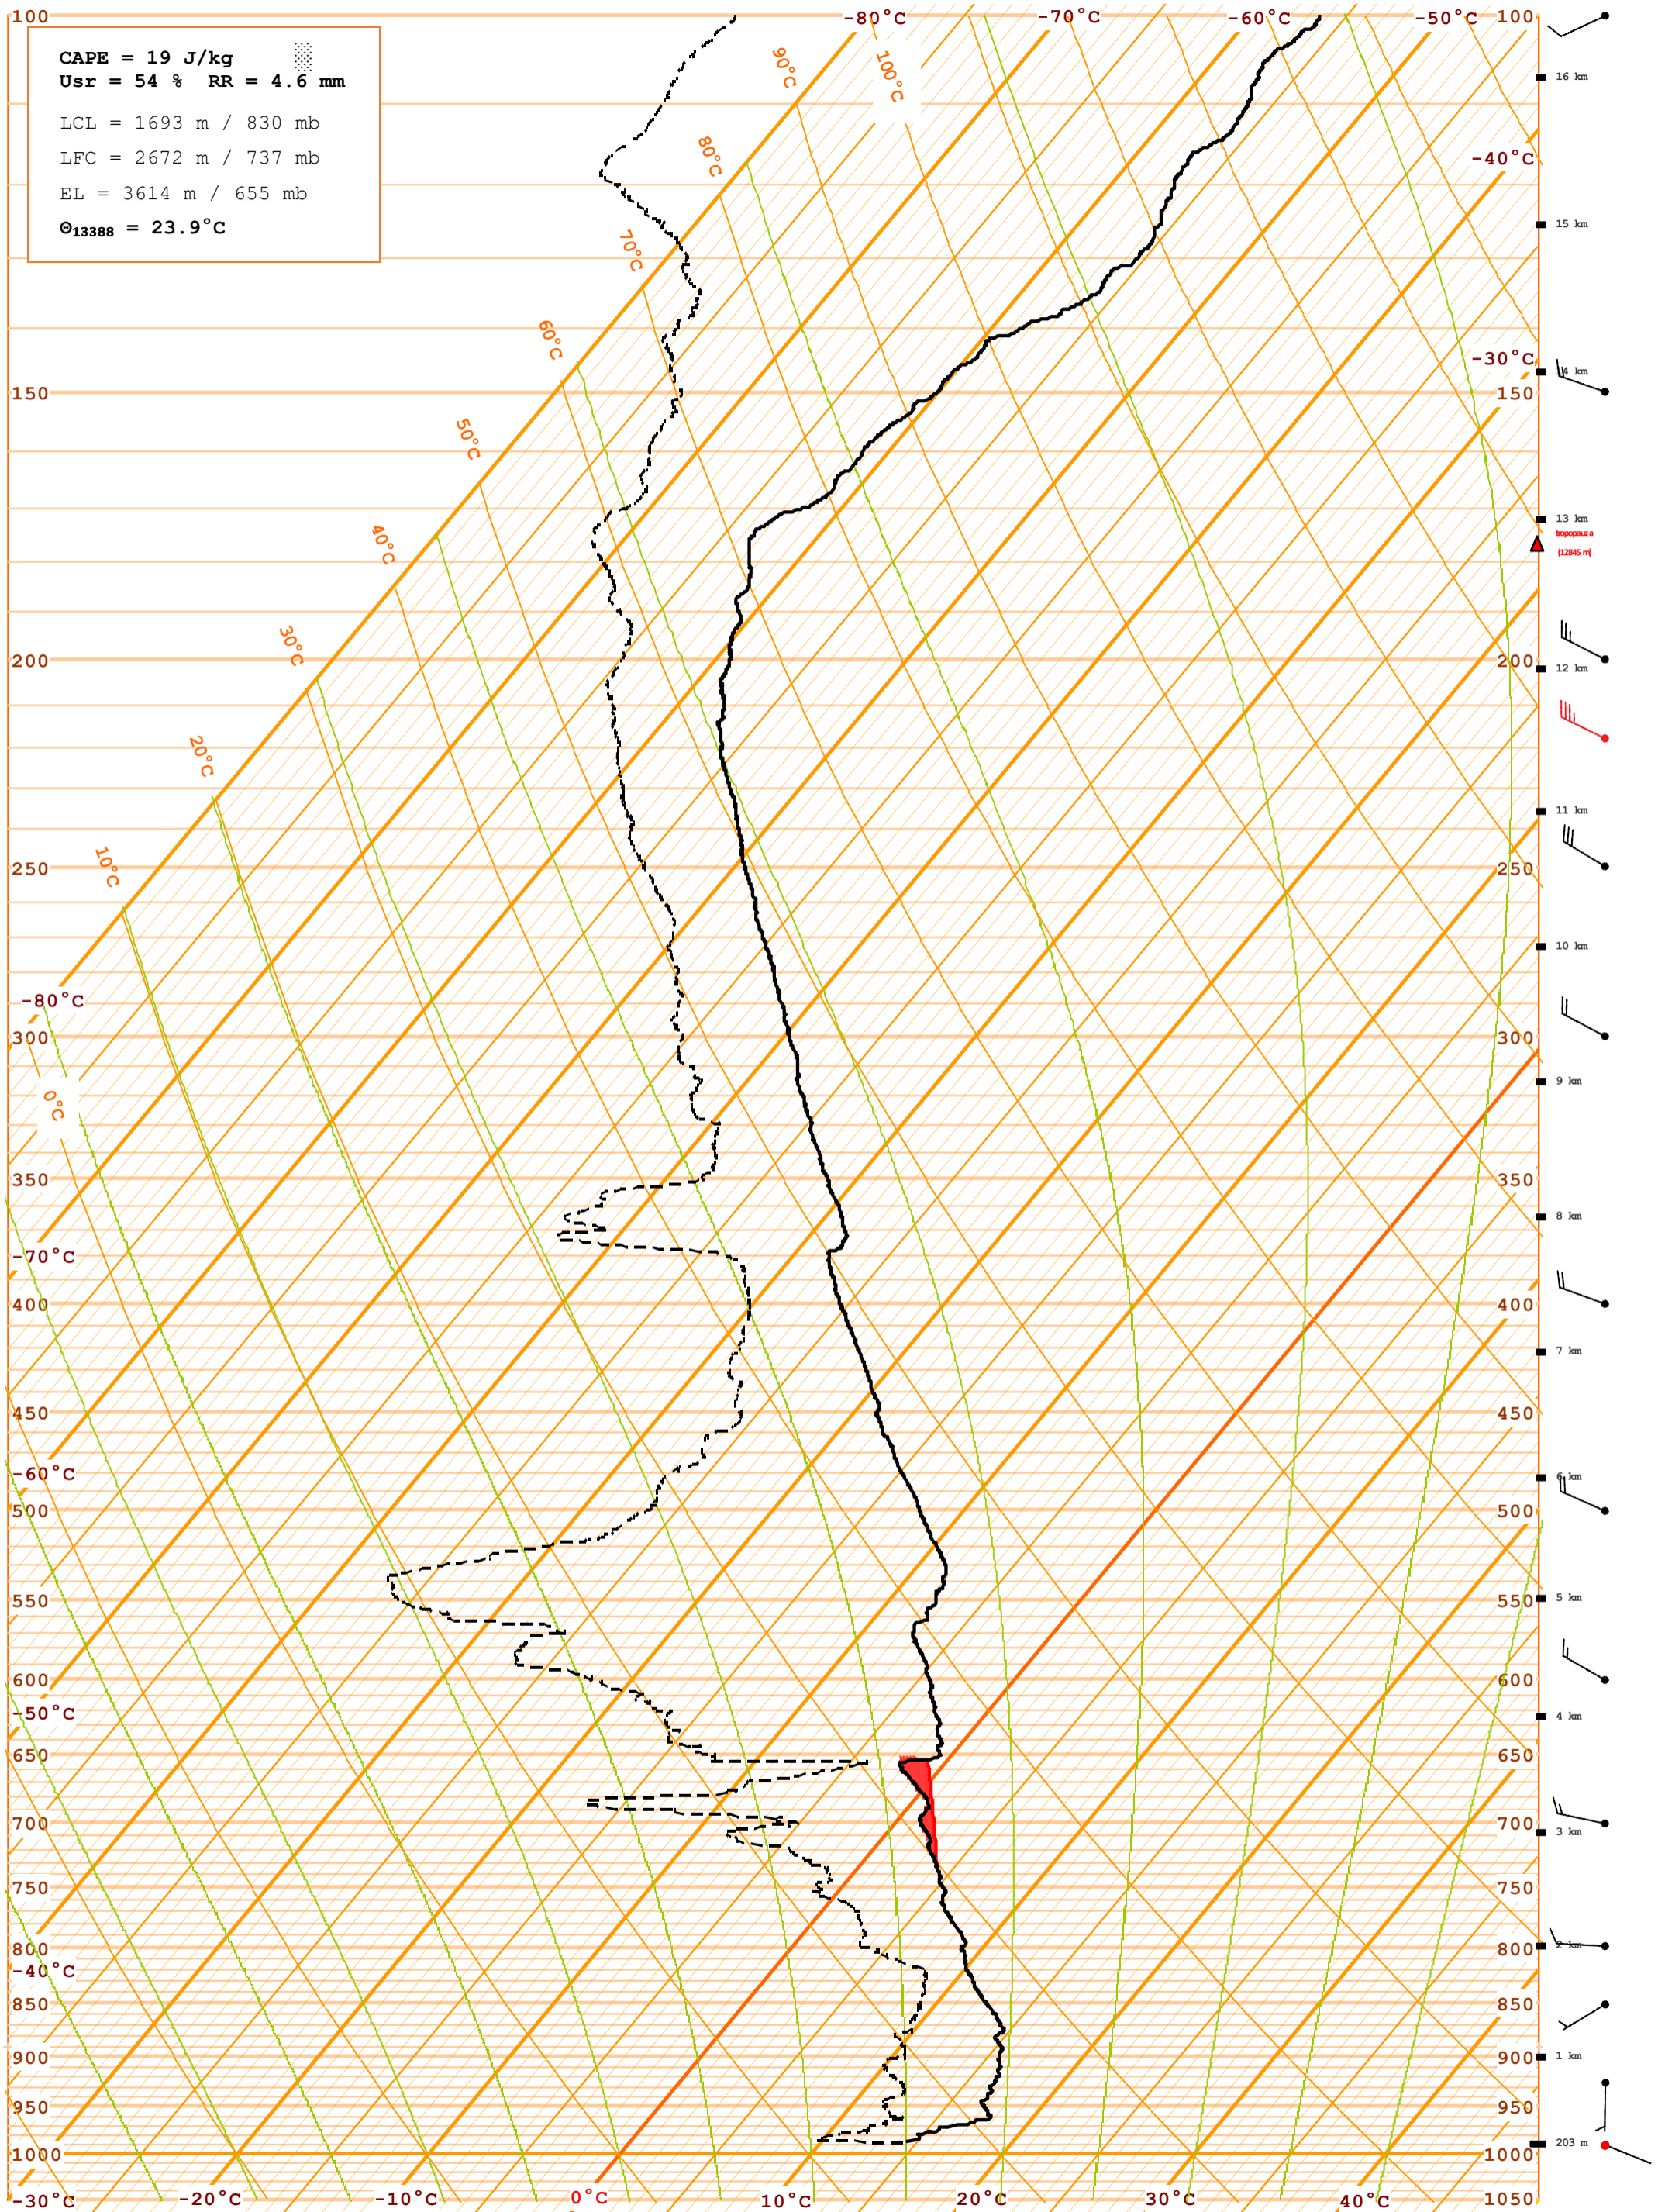 100 -80°C -70°C -60°C -50°C 100
CAPE = 19 J/kg
Usr = 54 % RR = 4.6 mm
LCL = 1693 m / 830 mb
LFC = 2672 m / 737 mb
EL = 3614 m / 655 mb
Θ13388 = 23.9°C
90°C 100°C
16 km
80°C
-40°C
15 km
70°C
60°C
-30°C
150 150
50°C
13 km
tropopauza
(12845 m)
40°C
30°C
200 200
12 km
20°C
11 km
10°C
250 250
10 km
-80°C
300 300
9 km
0°C
350 350
8 km
-70°C
400 400
7 km
450 450
-60°C
6 km
500 500
550 550
5 km
600 600
-50°C
4 km
650 650
700 700
3 km
750 750
800 800
2 km
-40°C
850 850
900 900
1 km
950 950
203 m
1000 1000
-30°C -20°C -10°C 0°C 10°C 20°C 30°C 40°C 1050